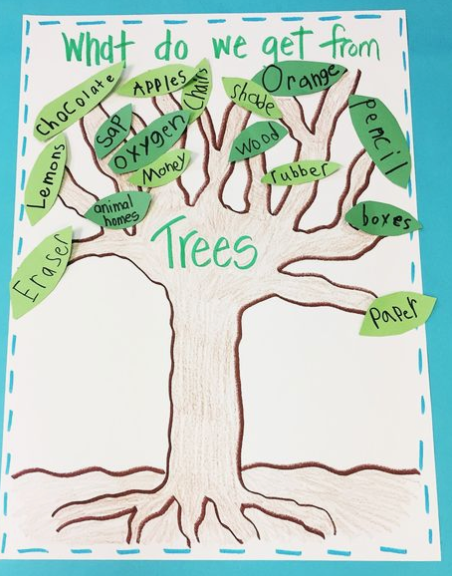 What do we get from
Trees
Chocolate
Apples
Chairs
Shade
Orange
Pencil
Sap
Oxygen
Wood
Money
rubber
Lemons
animal
homes
boxes
Eraser
Paper